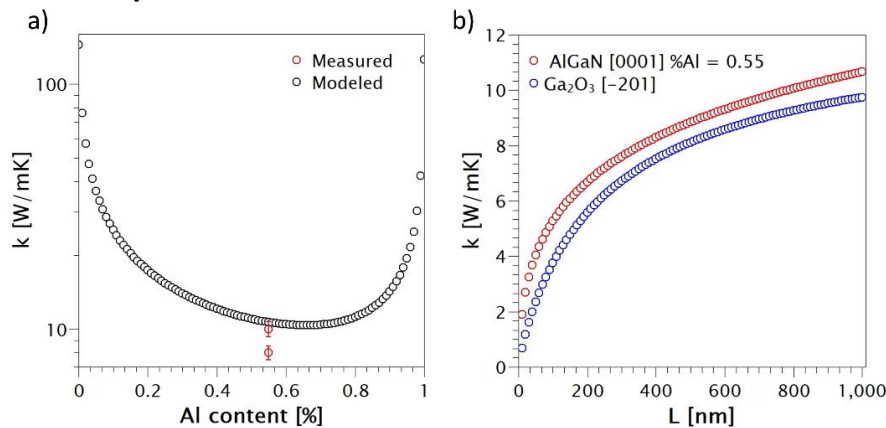 a)
b)
Measured
Modeled
k [W/mK]
100
10
0
0.2
0.4
0.6
0.8
1
Al content [%]
AlGaN [0001] %Al = 0.55
Ga₂O₃ [-201]
k [W/mK]
12
10
8
6
4
2
0
0
200
400
600
800
1,000
L [nm]